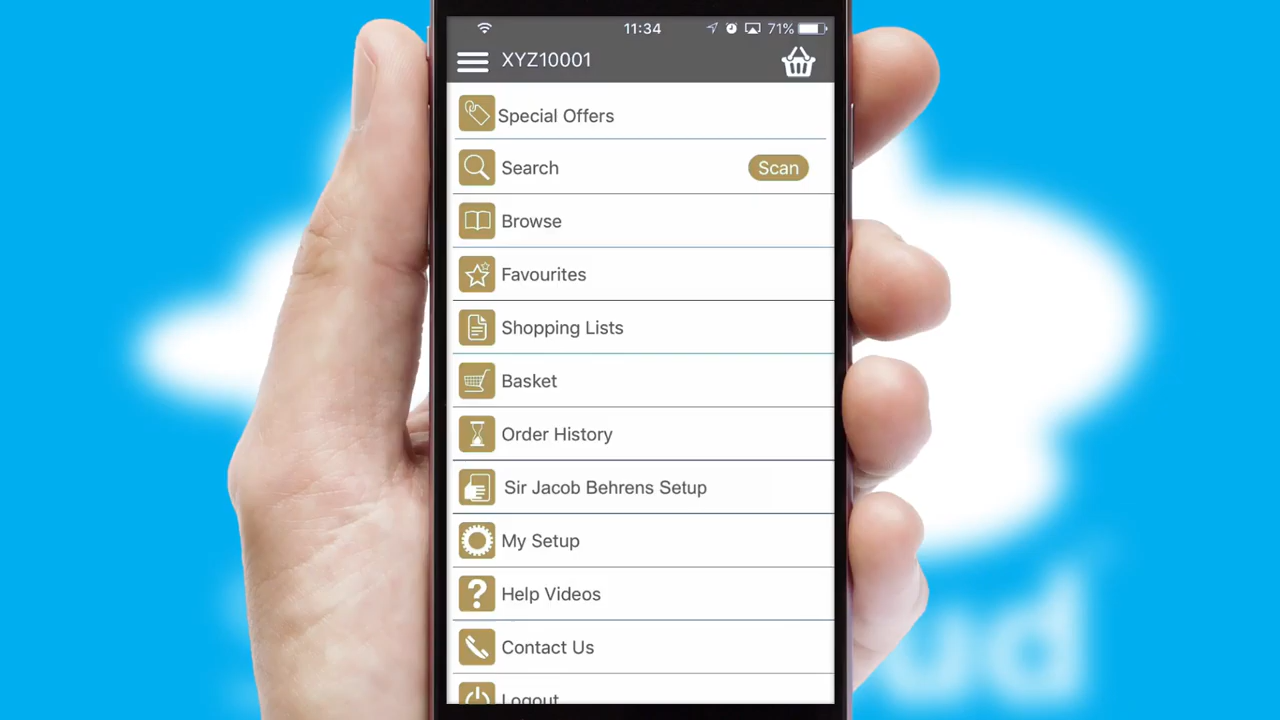 11:34
71%
XYZ10001
Special Offers
Search
Scan
Browse
Favourites
Shopping Lists
Basket
Order History
Sir Jacob Behrens Setup
My Setup
Help Videos
Contact Us
Logout